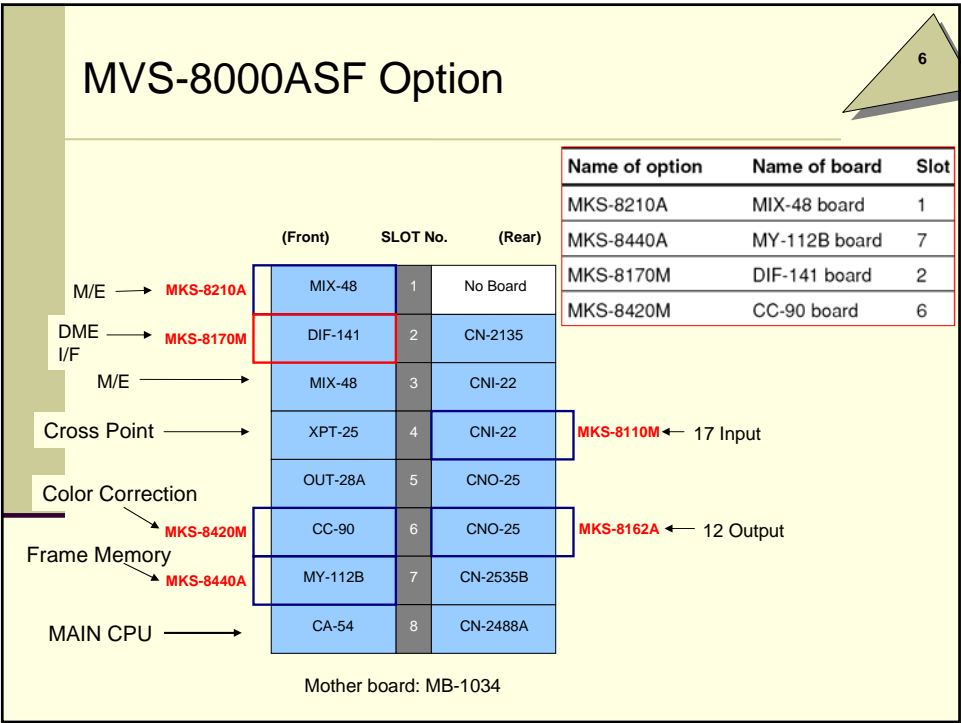 6
MVS-8000ASF Option
Name of option Name of board Slot
MKS-8210A MIX-48 board 1
MKS-8440A MY-112B board 7
MKS-8170M DIF-141 board 2
MKS-8420M CC-90 board 6
(Front) SLOT No. (Rear)
M/E MKS-8210A MIX-48 1 No Board
DME
I/F
MKS-8170M DIF-141 2 CN-2135
M/E MIX-48 3 CNI-22
Cross Point XPT-25 4 CNI-22 MKS-8110M 17 Input
OUT-28A 5 CNO-25
Color Correction
MKS-8420M CC-90 6 CNO-25 MKS-8162A 12 Output
Frame Memory
MKS-8440A MY-112B 7 CN-2535B
MAIN CPU CA-54 8 CN-2488A
Mother board: MB-1034